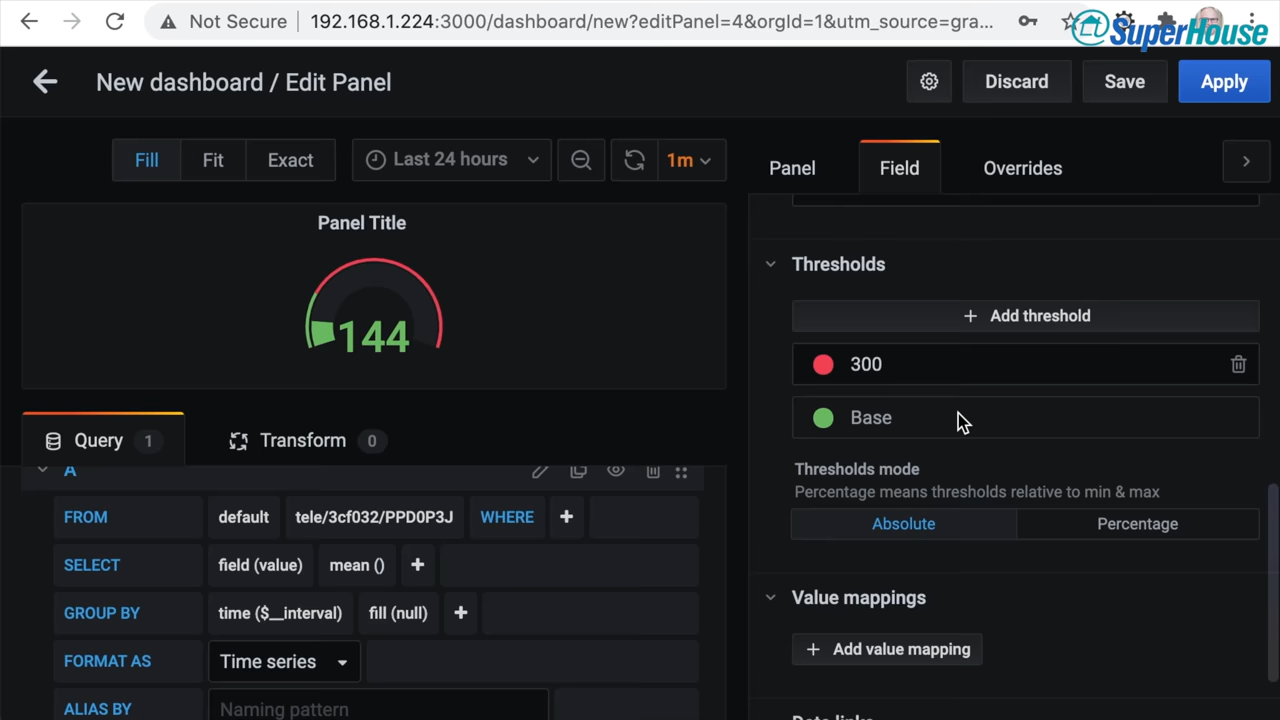 Not Secure
192.168.1.224:3000/dashboard/new?editPanel=4&orgId=1&utm_source=gra...
SuperHouse
New dashboard / Edit Panel
Discard
Save
Apply
Fill
Fit
Exact
Last 24 hours
1m
Panel
Field
Overrides
Panel Title
144
Thresholds
+ Add threshold
300
Base
Thresholds mode
Percentage means thresholds relative to min & max
Absolute
Percentage
Value mappings
+ Add value mapping
Query 1
Transform 0
A
FROM default tele/3cf032/PPD0P3J WHERE +
SELECT field (value) mean () +
GROUP BY time ($__interval) fill (null) +
FORMAT AS Time series
ALIAS BY Naming pattern